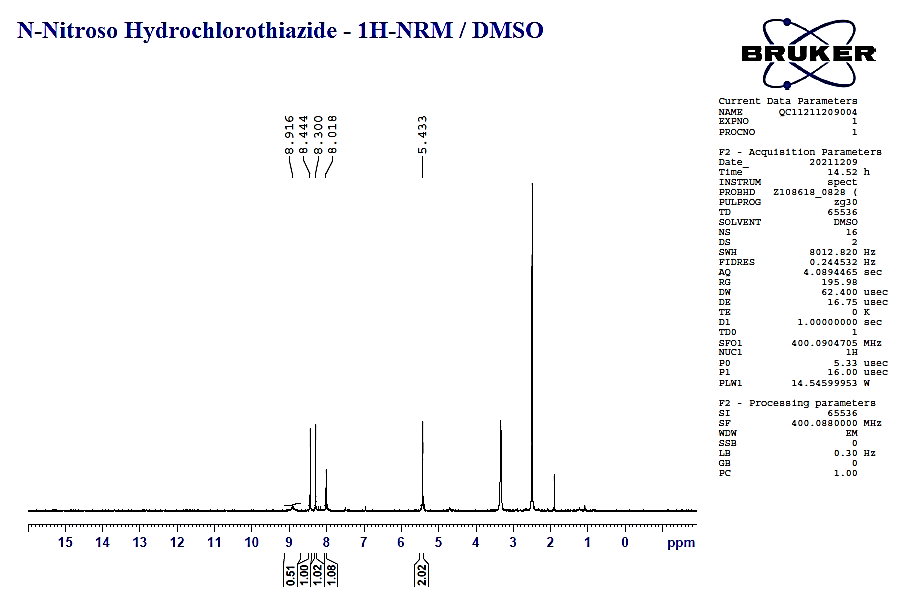 N-Nitroso Hydrochlorothiazide - 1H-NRM / DMSO
BRUKER
8.916
8.444
8.300
8.018
5.433
Current Data Parameters
NAME QC11211209004
EXPNO 1
PROCNO 1
F2 - Acquisition Parameters
Date_ 20211209
Time 14.52 h
INSTRUM spect
PROBHD Z108618_0828 (
PULPROG zg30
TD 65536
SOLVENT DMSO
NS 16
DS 2
SWH 8012.820 Hz
FIDRES 0.244532 Hz
AQ 4.0894465 sec
RG 195.98
DW 62.400 usec
DE 16.75 usec
TE 0 K
D1 1.00000000 sec
TD0 1
SFO1 400.0904705 MHz
NUC1 1H
P0 5.33 usec
P1 16.00 usec
PLW1 14.54599953 W
F2 - Processing parameters
SI 65536
SF 400.0880000 MHz
WDW EM
SSB 0
LB 0.30 Hz
GB 0
PC 1.00
15 14 13 12 11 10 9 8 7 6 5 4 3 2 1 0 ppm
0.51
1.00
1.02
1.08
2.02